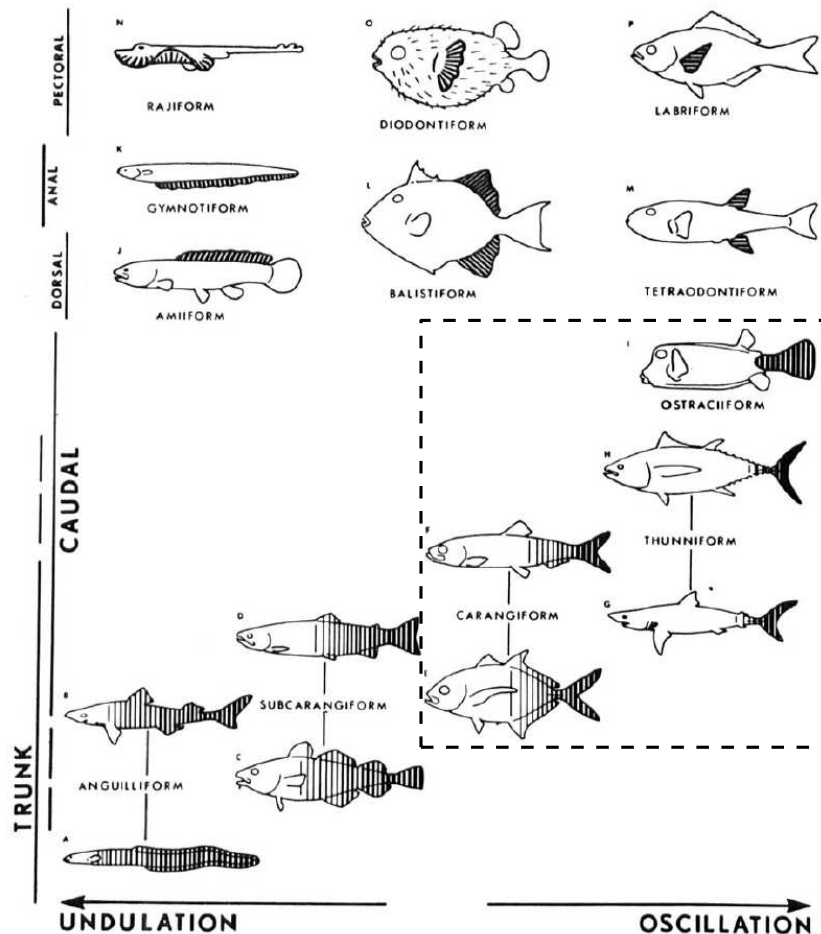 PECTORAL
N
RAJIFORM
O
DIODONTIFORM
P
LABRIFORM
ANAL
K
GYMNOTIFORM
L
BALISTIFORM
M
TETRAODONTIFORM
DORSAL
J
AMIIFORM
I
OSTRACIIFORM
CAUDAL
H
THUNNIFORM
F
CARANGIFORM
G
D
SUBCARANGIFORM
E
B
ANGUILLIFORM
C
TRUNK
A
UNDULATION
OSCILLATION